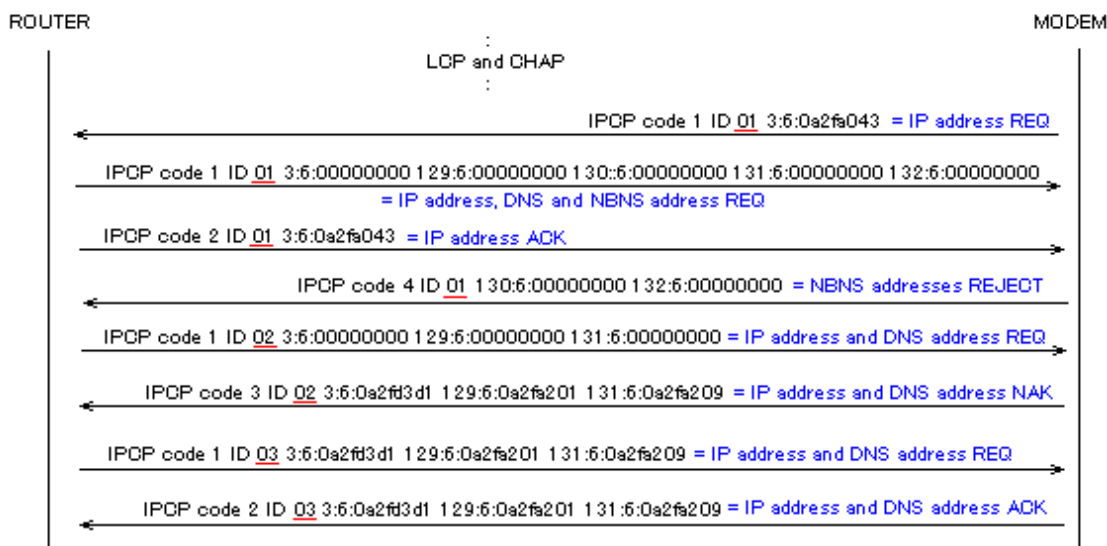 ROUTER
MODEM
:
LCP and CHAP
:
IPCP code 1 ID 01 3:6:0a2fa043 = IP address REQ
IPCP code 1 ID 01 3:6:00000000 129:6:00000000 130::6:00000000 131:6:00000000 132:6:00000000
= IP address, DNS and NBNS address REQ
IPCP code 2 ID 01 3:6:0a2fa043 = IP address ACK
IPCP code 4 ID 01 130:6:00000000 132:6:00000000 = NBNS addresses REJECT
IPCP code 1 ID 02 3:6:00000000 129:6:00000000 131:6:00000000 = IP address and DNS address REQ
IPCP code 3 ID 02 3:6:0a2fd3d1 129:6:0a2fa201 131:6:0a2fa209 = IP address and DNS address NAK
IPCP code 1 ID 03 3:6:0a2fd3d1 129:6:0a2fa201 131:6:0a2fa209 = IP address and DNS address REQ
IPCP code 2 ID 03 3:6:0a2fd3d1 129:6:0a2fa201 131:6:0a2fa209 = IP address and DNS address ACK